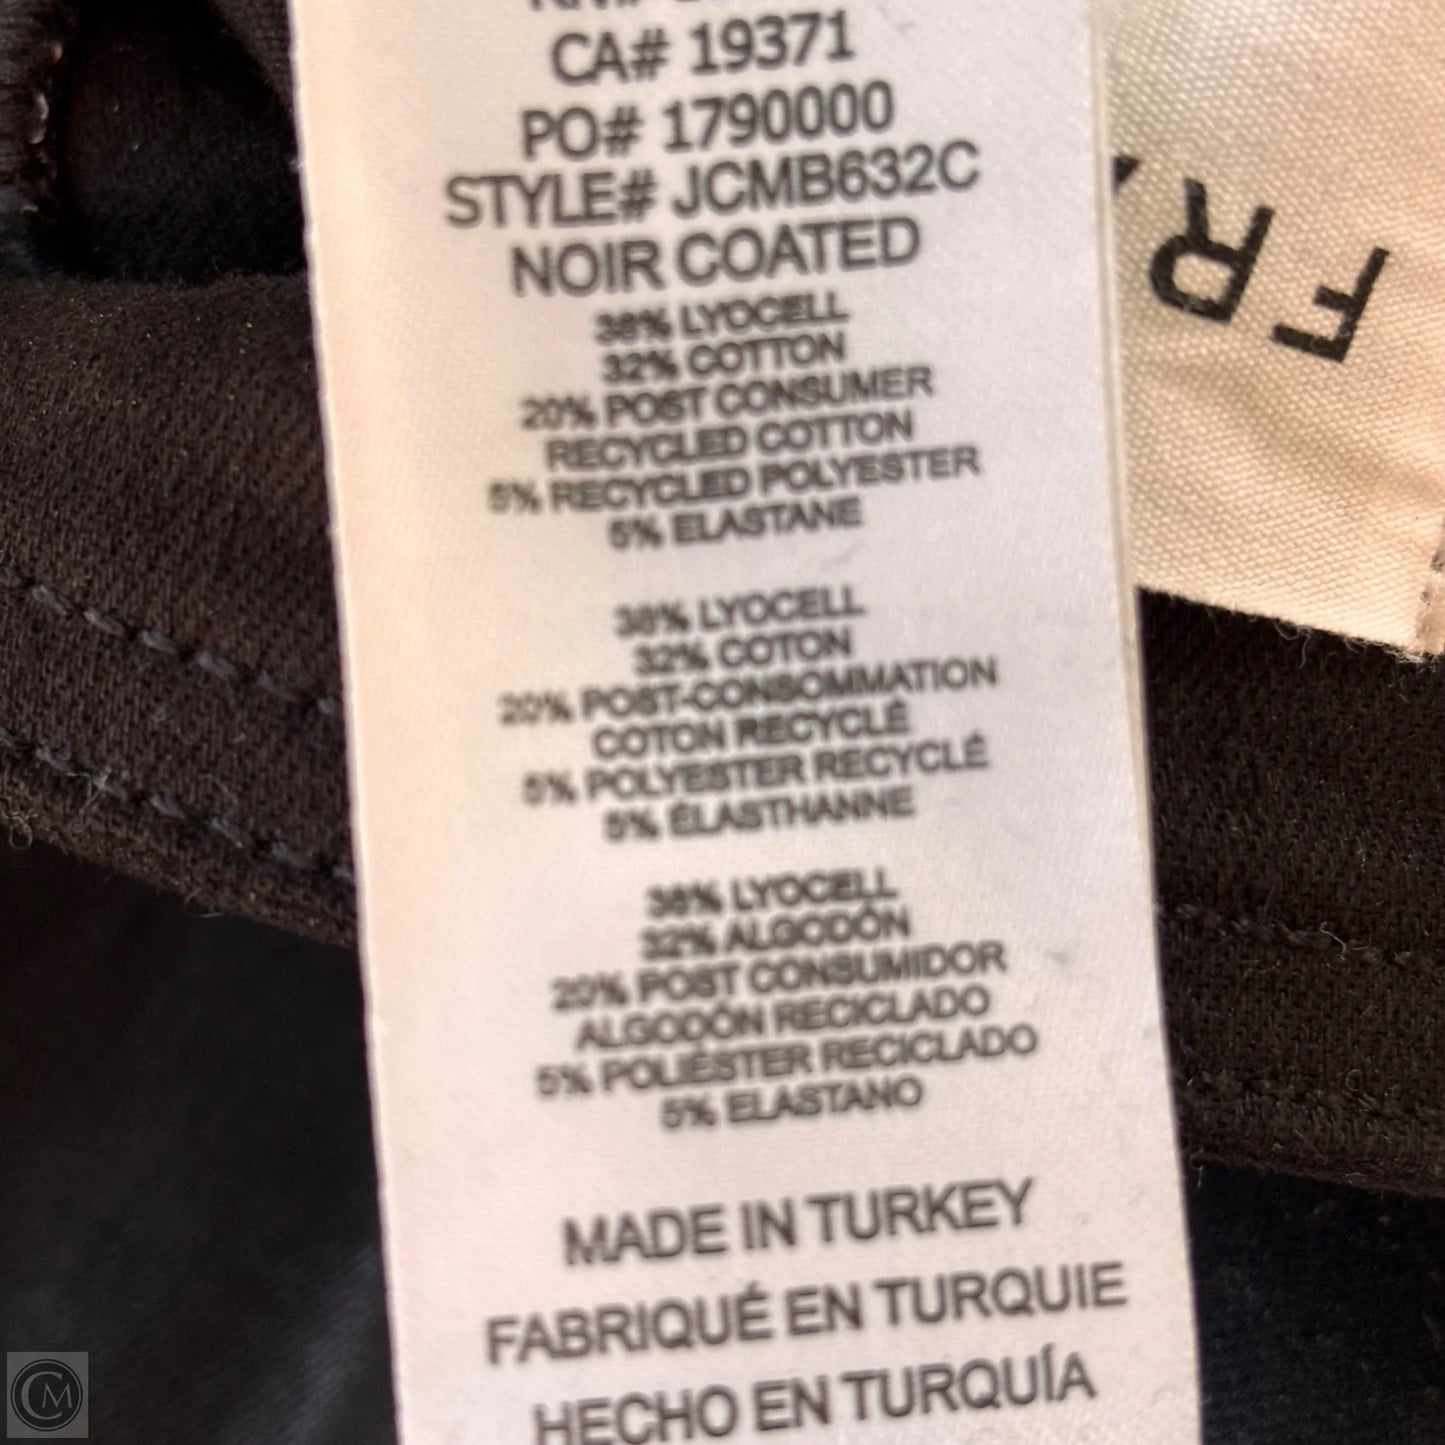 CA# 19371
PO# 1790000
STYLE# JCMB632C
NOIR COATED
38% LYOCELL
32% COTTON
20% POST CONSUMER
RECYCLED COTTON
5% RECYCLED POLYESTER
5% ELASTANE
38% LYOCELL
32% COTON
20% POST-CONSOMMATION
COTON RECYCLÉ
5% POLYESTER RECYCLÉ
5% ÉLASTHANNE
38% LYOCELL
32% ALGODÓN
20% POST CONSUMIDOR
ALGODÓN RECICLADO
5% POLIÉSTER RECICLADO
5% ELASTANO
MADE IN TURKEY
FABRIQUÉ EN TURQUIE
HECHO EN TURQUÍA
FR
CM